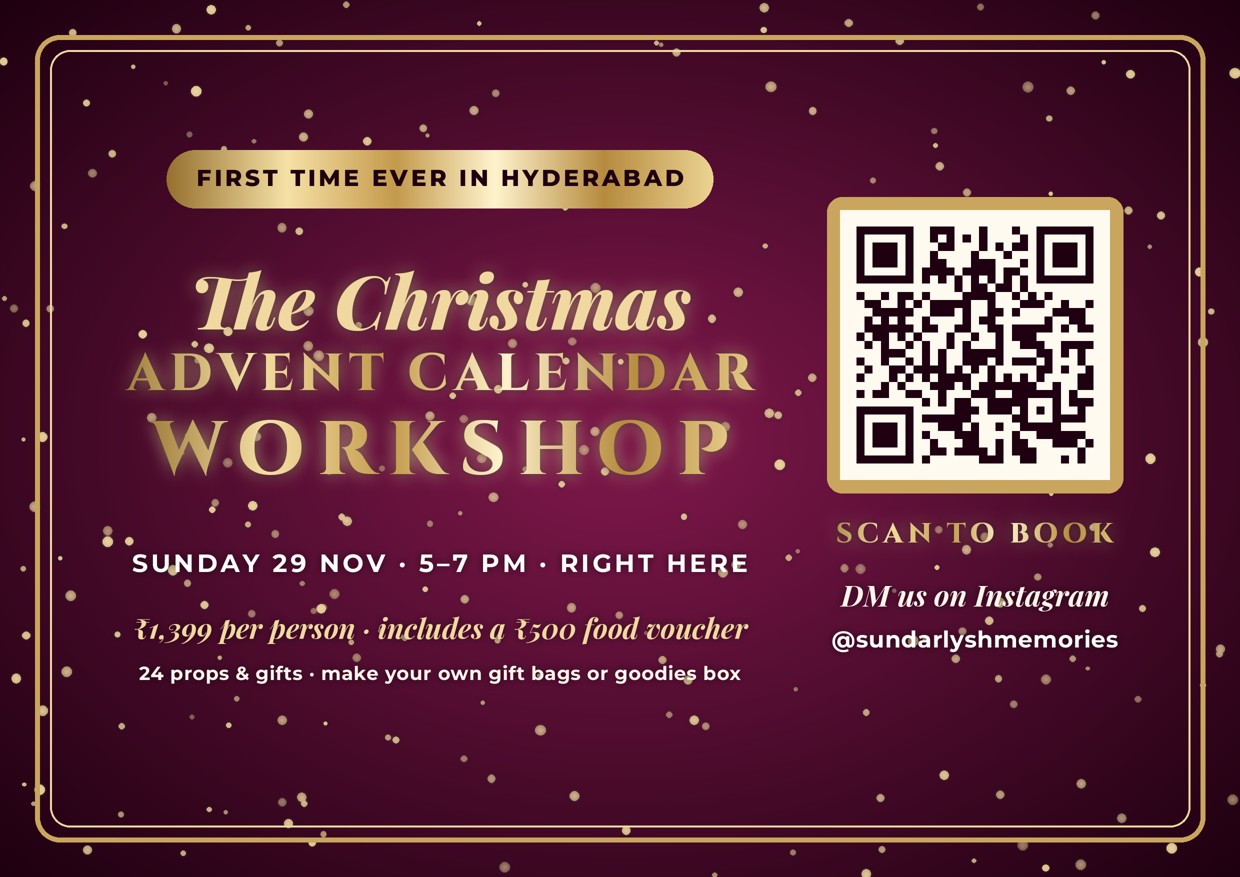 FIRST TIME EVER IN HYDERABAD
The Christmas
ADVENT CALENDAR
WORKSHOP
SUNDAY 29 NOV · 5–7 PM · RIGHT HERE
₹1,399 per person · includes a ₹500 food voucher
24 props & gifts · make your own gift bags or goodies box
SCAN TO BOOK
DM us on Instagram
@sundarlyshmemories